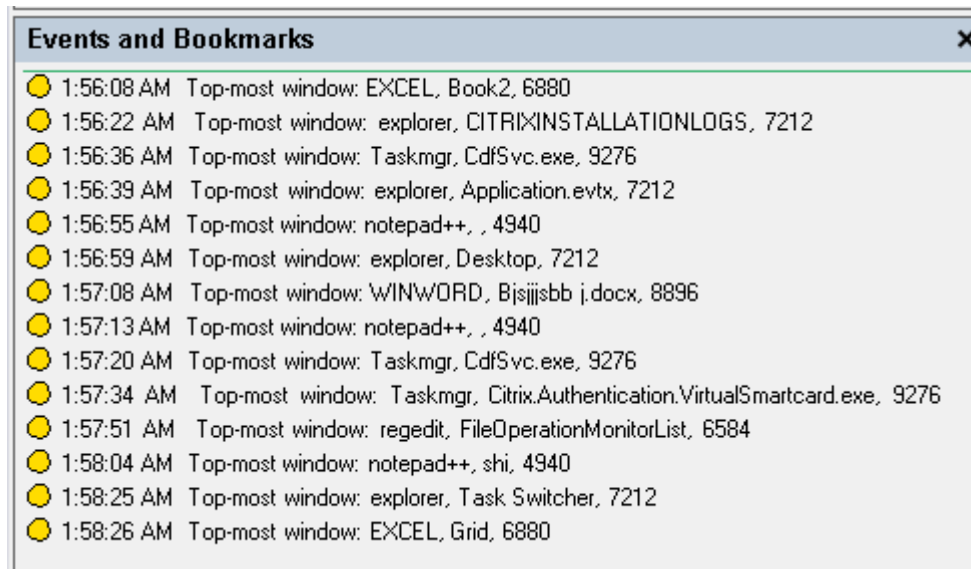 Events and Bookmarks
1:56:08 AM Top-most window: EXCEL, Book2, 6880
1:56:22 AM Top-most window: explorer, CITRIXINSTALLATIONLOGS, 7212
1:56:36 AM Top-most window: Taskmgr, CdfSvc.exe, 9276
1:56:39 AM Top-most window: explorer, Application.evtx, 7212
1:56:55 AM Top-most window: notepad++, , 4940
1:56:59 AM Top-most window: explorer, Desktop, 7212
1:57:08 AM Top-most window: WINWORD, Bjsjjjsbb j.docx, 8896
1:57:13 AM Top-most window: notepad++, , 4940
1:57:20 AM Top-most window: Taskmgr, CdfSvc.exe, 9276
1:57:34 AM Top-most window: Taskmgr, Citrix.Authentication.VirtualSmartcard.exe, 9276
1:57:51 AM Top-most window: regedit, FileOperationMonitorList, 6584
1:58:04 AM Top-most window: notepad++, shi, 4940
1:58:25 AM Top-most window: explorer, Task Switcher, 7212
1:58:26 AM Top-most window: EXCEL, Grid, 6880